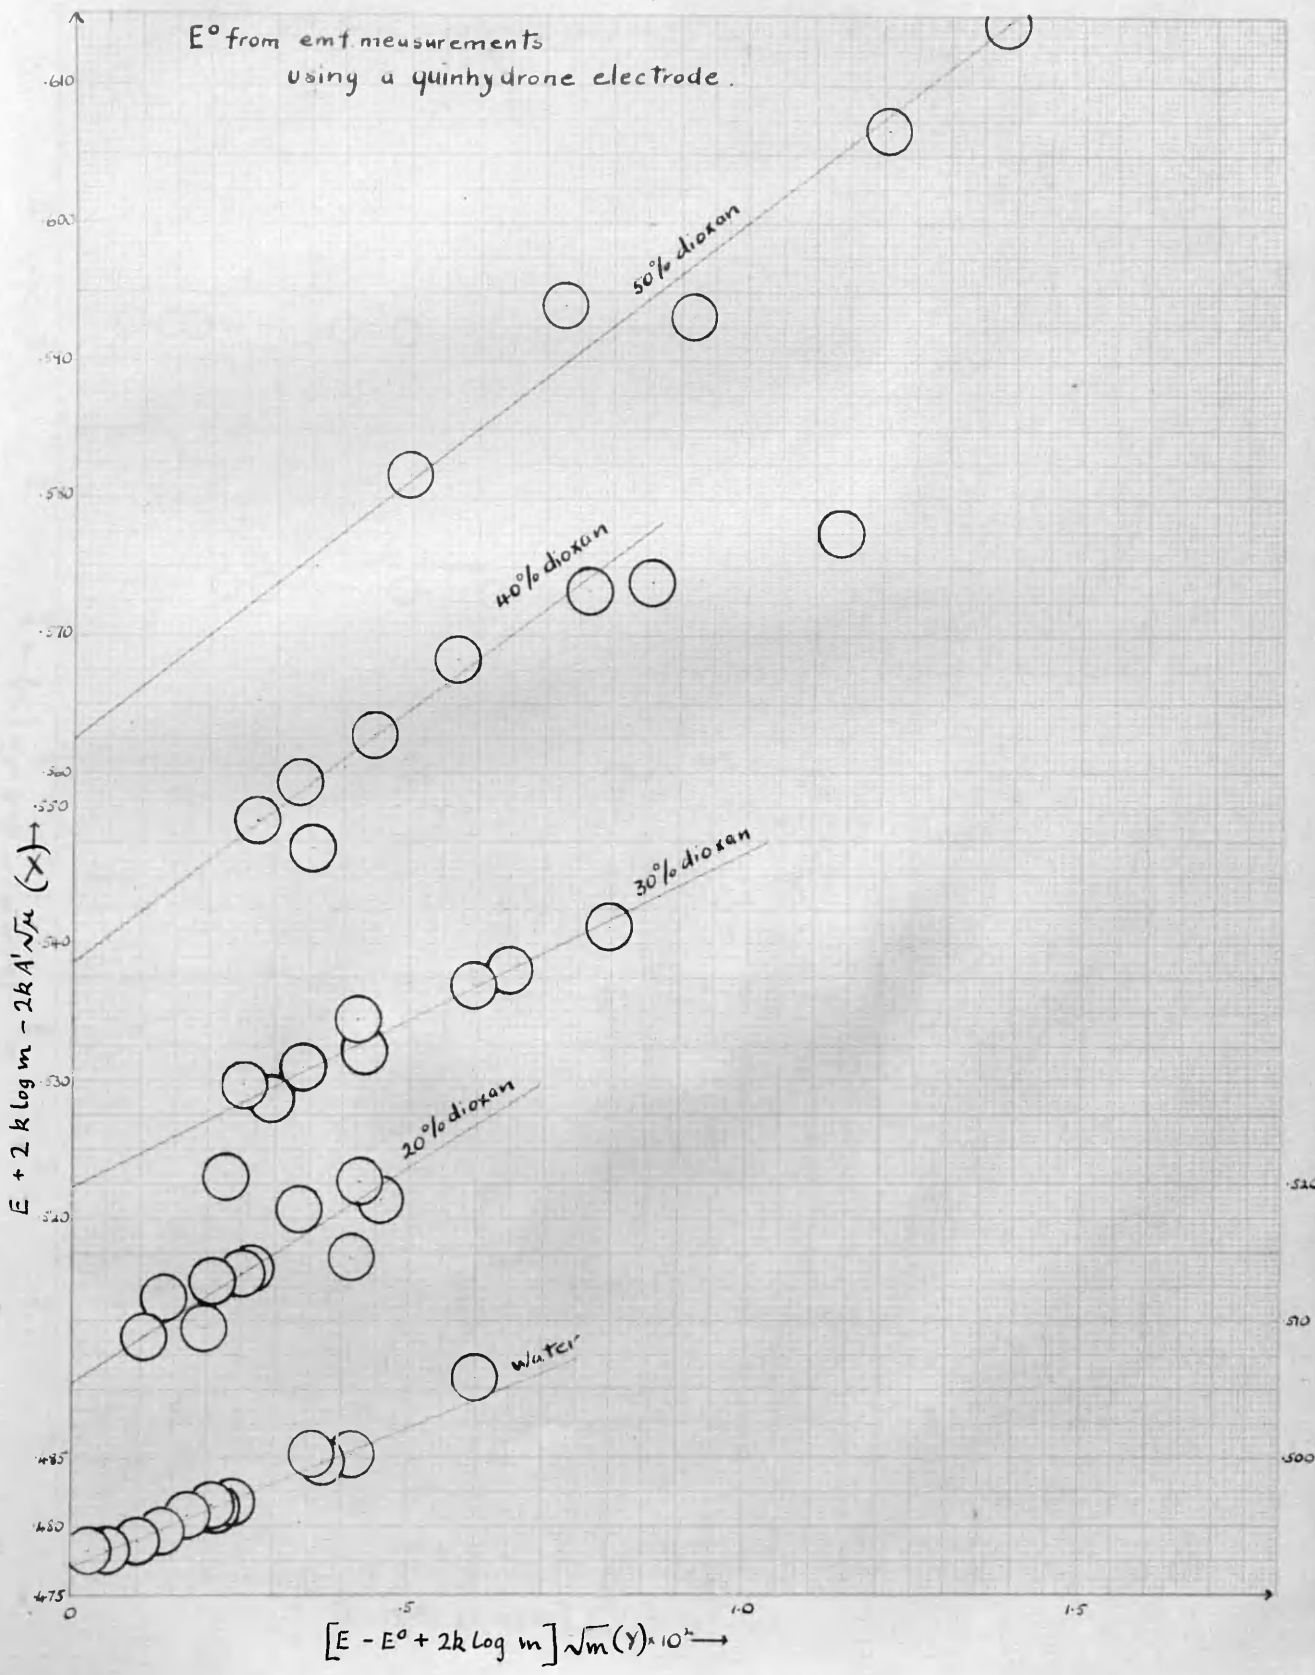 E° from emf. measurements
using a quinhydrone electrode.
.610
.600
.590
.580
.570
.560
.550
.540
.530
.520
.485
.480
.475
.520
.510
.500
50% dioxan
40% dioxan
30% dioxan
20% dioxan
water
E + 2k log m - 2kA'√μ (X) →
0 .5 1.0 1.5
[E - E° + 2k log m] √m (Y) × 10² →